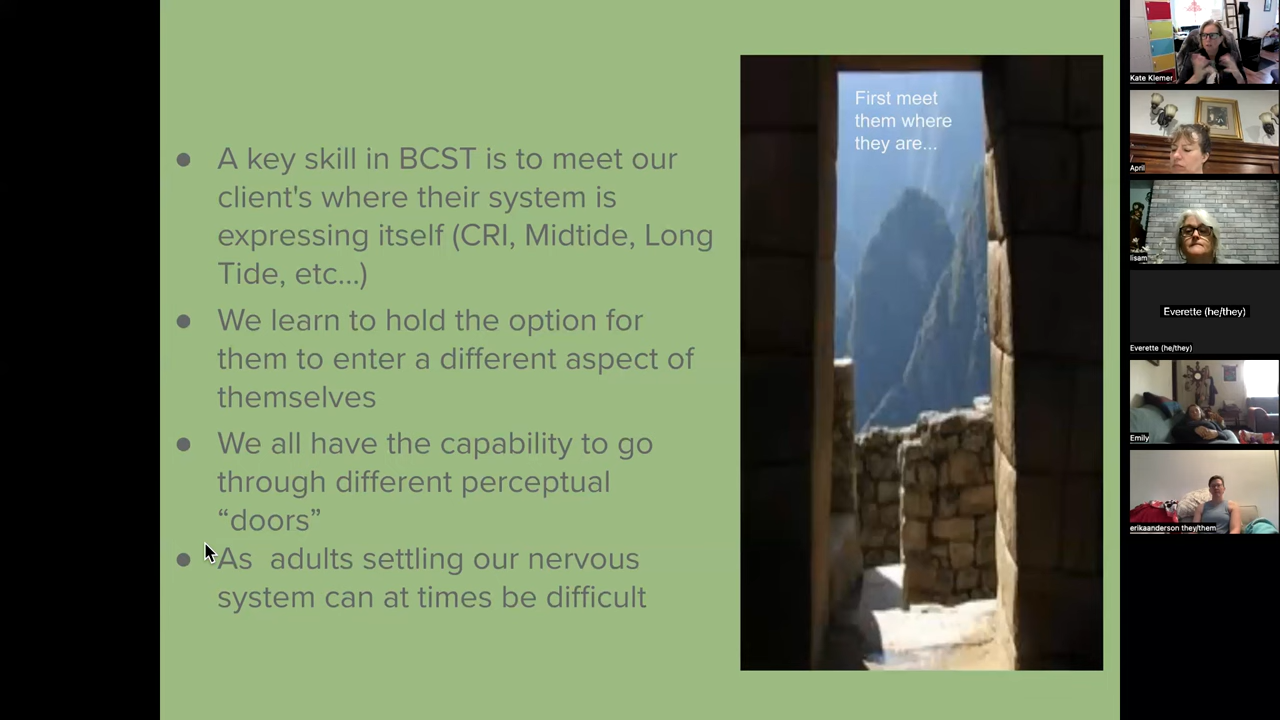 ● A key skill in BCST is to meet our
client's where their system is
expressing itself (CRI, Midtide, Long
Tide, etc...)
● We learn to hold the option for
them to enter a different aspect of
themselves
● We all have the capability to go
through different perceptual
“doors”
● As  adults settling our nervous
system can at times be difficult
First meet
them where
they are...
Kate Klemer
April
lisam
Everette (he/they)
Everette (he/they)
Emily
erikaanderson they/them